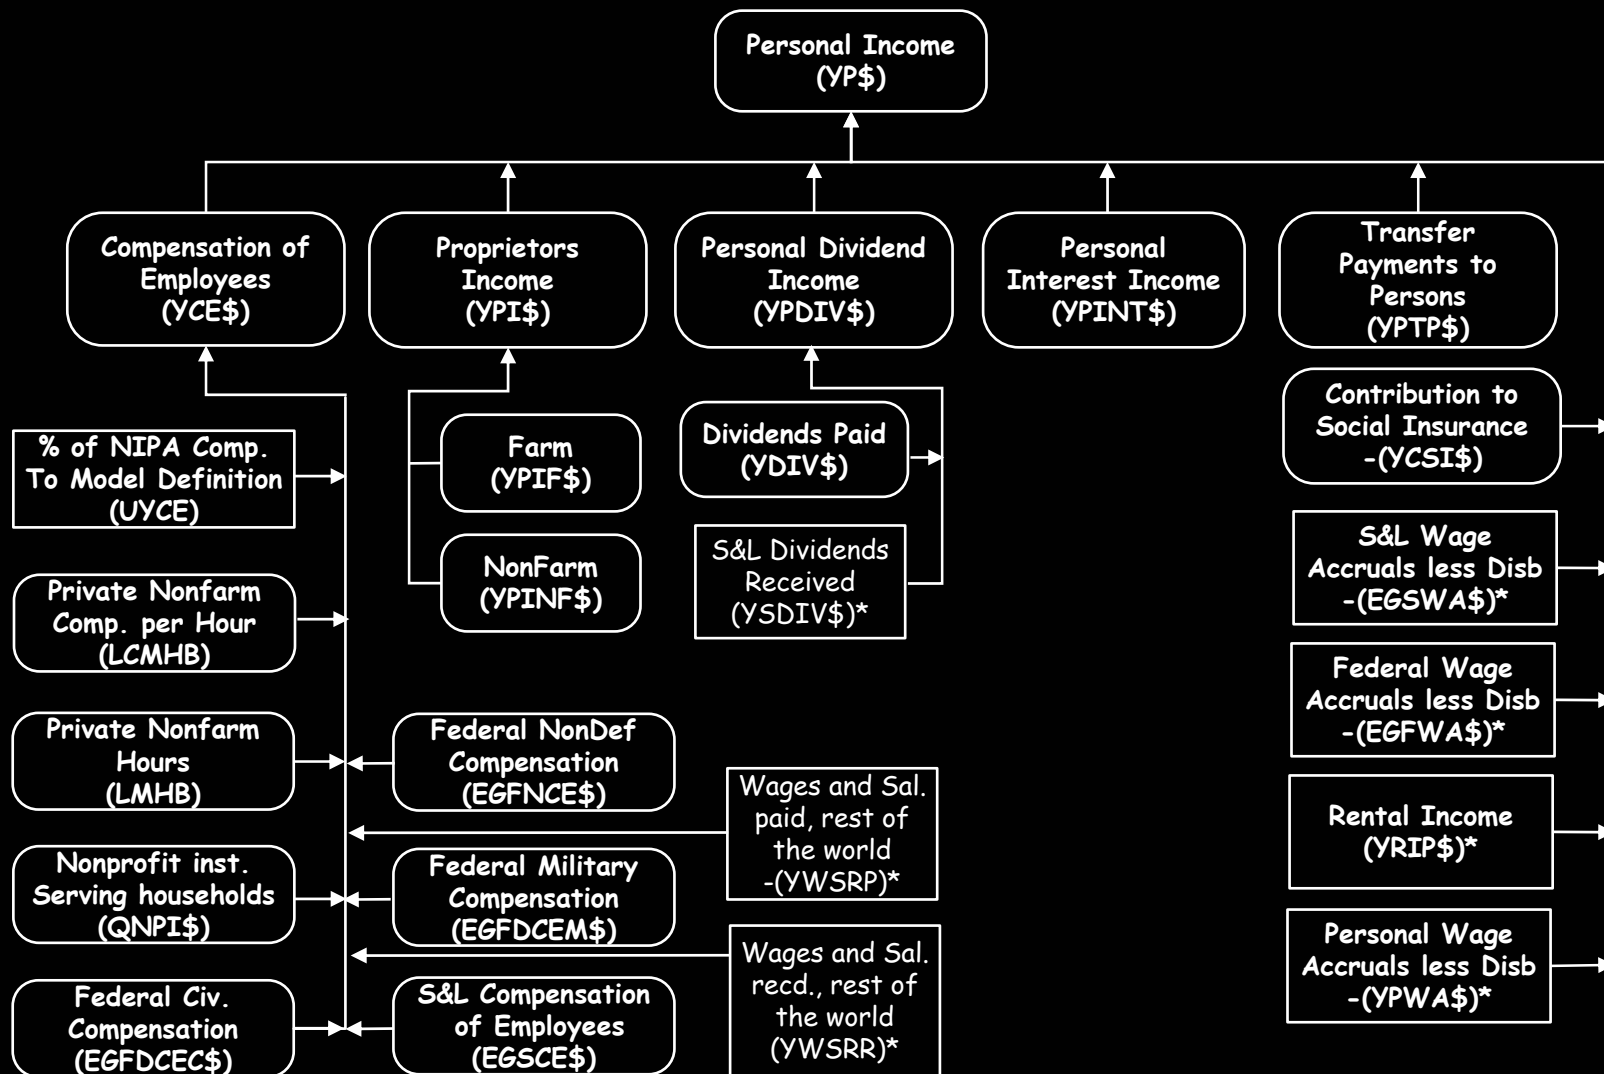 Personal Income
(YP$)
Compensation of
Employees
(YCE$)
Proprietors
Income
(YPI$)
Personal Dividend
Income
(YPDIV$)
Personal
Interest Income
(YPINT$)
Transfer
Payments to
Persons
(YPTP$)
% of NIPA Comp.
To Model Definition
(UYCE)
Private Nonfarm
Comp. per Hour
(LCMHB)
Private Nonfarm
Hours
(LMHB)
Nonprofit inst.
Serving households
(QNPI$)
Federal Civ.
Compensation
(EGFDCEC$)
Farm
(YPIF$)
NonFarm
(YPINF$)
Federal NonDef
Compensation
(EGFNCE$)
Federal Military
Compensation
(EGFDCEM$)
S&L Compensation
of Employees
(EGSCE$)
Dividends Paid
(YDIV$)
S&L Dividends
Received
(YSDIV$)*
Wages and Sal.
paid, rest of
the world
-(YWSRP)*
Wages and Sal.
recd., rest of
the world
(YWSRR)*
Contribution to
Social Insurance
-(YCSI$)
S&L Wage
Accruals less Disb
-(EGSWA$)*
Federal Wage
Accruals less Disb
-(EGFWA$)*
Rental Income
(YRIP$)*
Personal Wage
Accruals less Disb
-(YPWA$)*